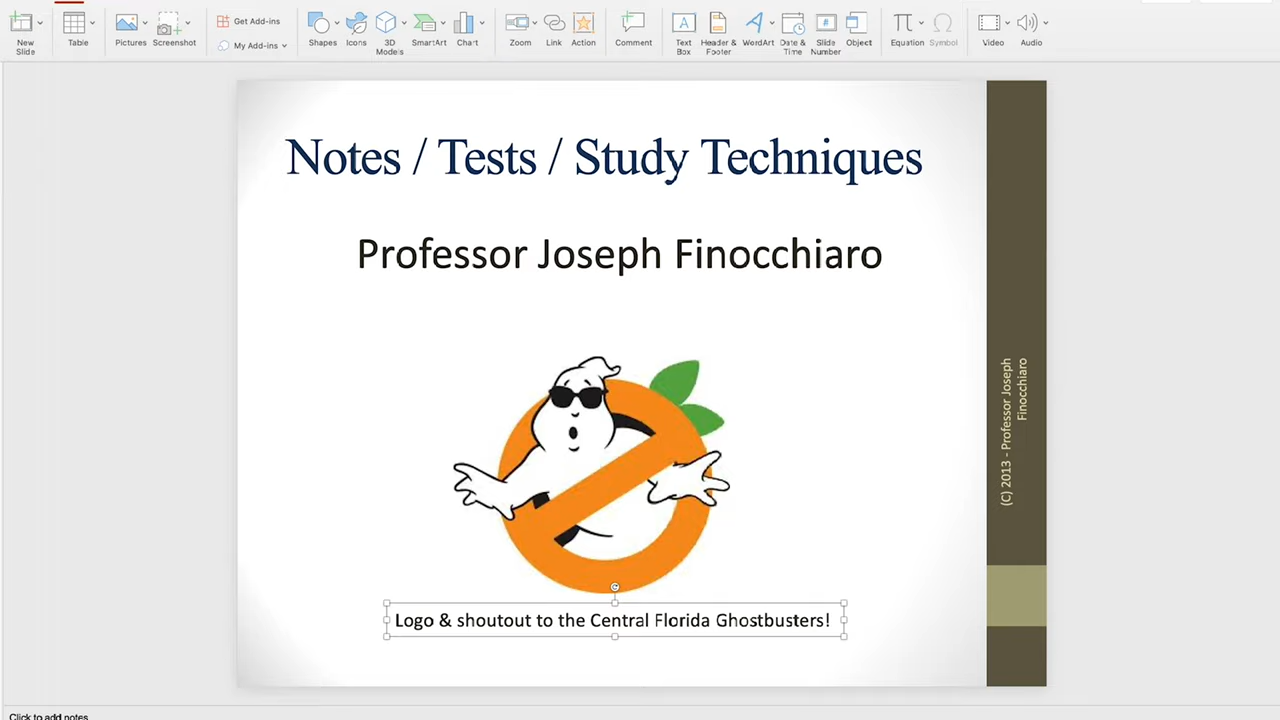 New
Slide
Table
Pictures
Screenshot
Get Add-ins
My Add-ins
Shapes
Icons
3D
Models
SmartArt
Chart
Zoom
Link
Action
Comment
Text
Box
Header &
Footer
WordArt
Date &
Time
Slide
Number
Object
Equation
Symbol
Video
Audio
Notes / Tests / Study Techniques
Professor Joseph Finocchiaro
Logo & shoutout to the Central Florida Ghostbusters!
(C) 2013 - Professor Joseph
Finocchiaro
Click to add notes